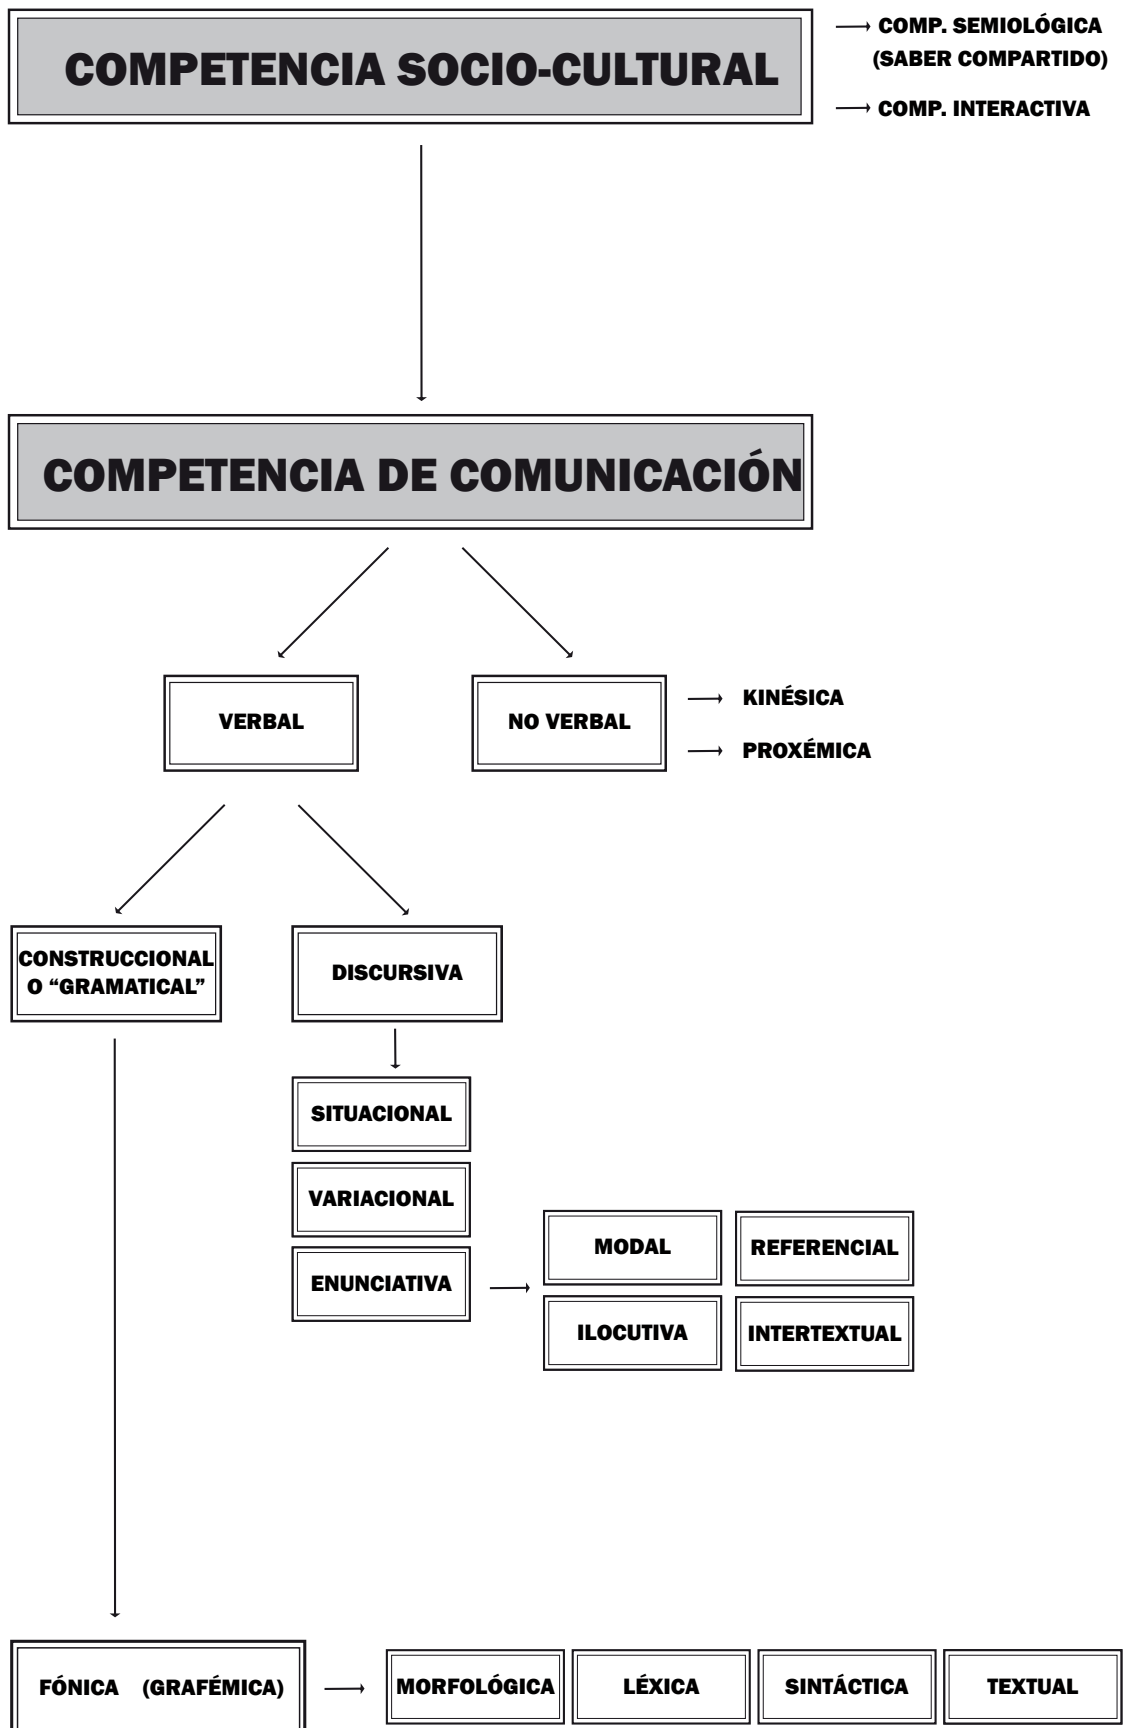 COMPETENCIA SOCIO-CULTURAL
COMP. SEMIOLÓGICA
(SABER COMPARTIDO)
COMP. INTERACTIVA
COMPETENCIA DE COMUNICACIÓN
VERBAL
NO VERBAL
KINÉSICA
PROXÉMICA
CONSTRUCCIONAL
O “GRAMATICAL”
DISCURSIVA
SITUACIONAL
VARIACIONAL
ENUNCIATIVA
MODAL
REFERENCIAL
ILOCUTIVA
INTERTEXTUAL
FÓNICA (GRAFÉMICA)
MORFOLÓGICA
LÉXICA
SINTÁCTICA
TEXTUAL